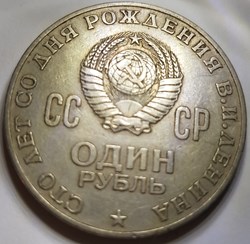 СТО ЛЕТ СО ДНЯ РОЖДЕНИЯ В.И.ЛЕНИНА
СС СР
ОДИН
РУБЛЬ